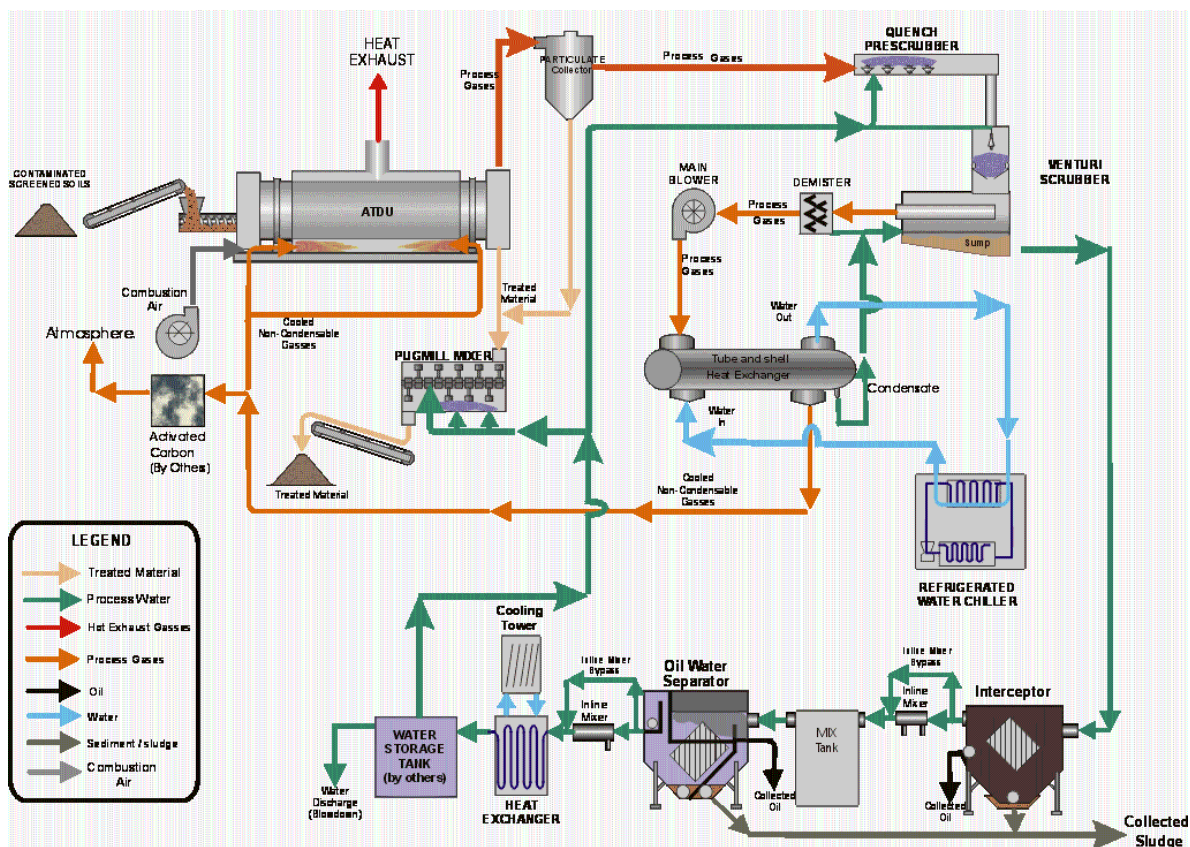 HEAT
EXHAUST
Process
Gases
PARTICULATE
Collector
Process Gases
QUENCH
PRESCRUBBER
CONTAMINATED
SCREENED SOILS
ATDU
MAIN
BLOWER
DEMISTER
Process
Gases
VENTURI
SCRUBBER
Sump
Process
Gases
Combustion
Air
Treated
Material
Cooled
Non-Condensable
Gasses
Water
Out
Atmosphere
PUGMILL MIXER
Tube and shell
Heat Exchanger
Condensate
Water
In
Activated
Carbon
(By Others)
Treated Material
Cooled
Non-Condensable
Gasses
REFRIGERATED
WATER CHILLER
LEGEND
Treated Material
Process Water
Hot Exhaust Gasses
Process Gases
Oil
Water
Sediment / sludge
Combustion
Air
Cooling
Tower
Inline Mixer
Bypass
Oil Water
Separator
Inline Mixer
Bypass
Inline
Mixer
Interceptor
Inline
Mixer
MIX
Tank
WATER
STORAGE
TANK
(by others)
Water
Discharge
(Blowdown)
HEAT
EXCHANGER
Collected
Oil
Collected
Oil
Collected
Sludge